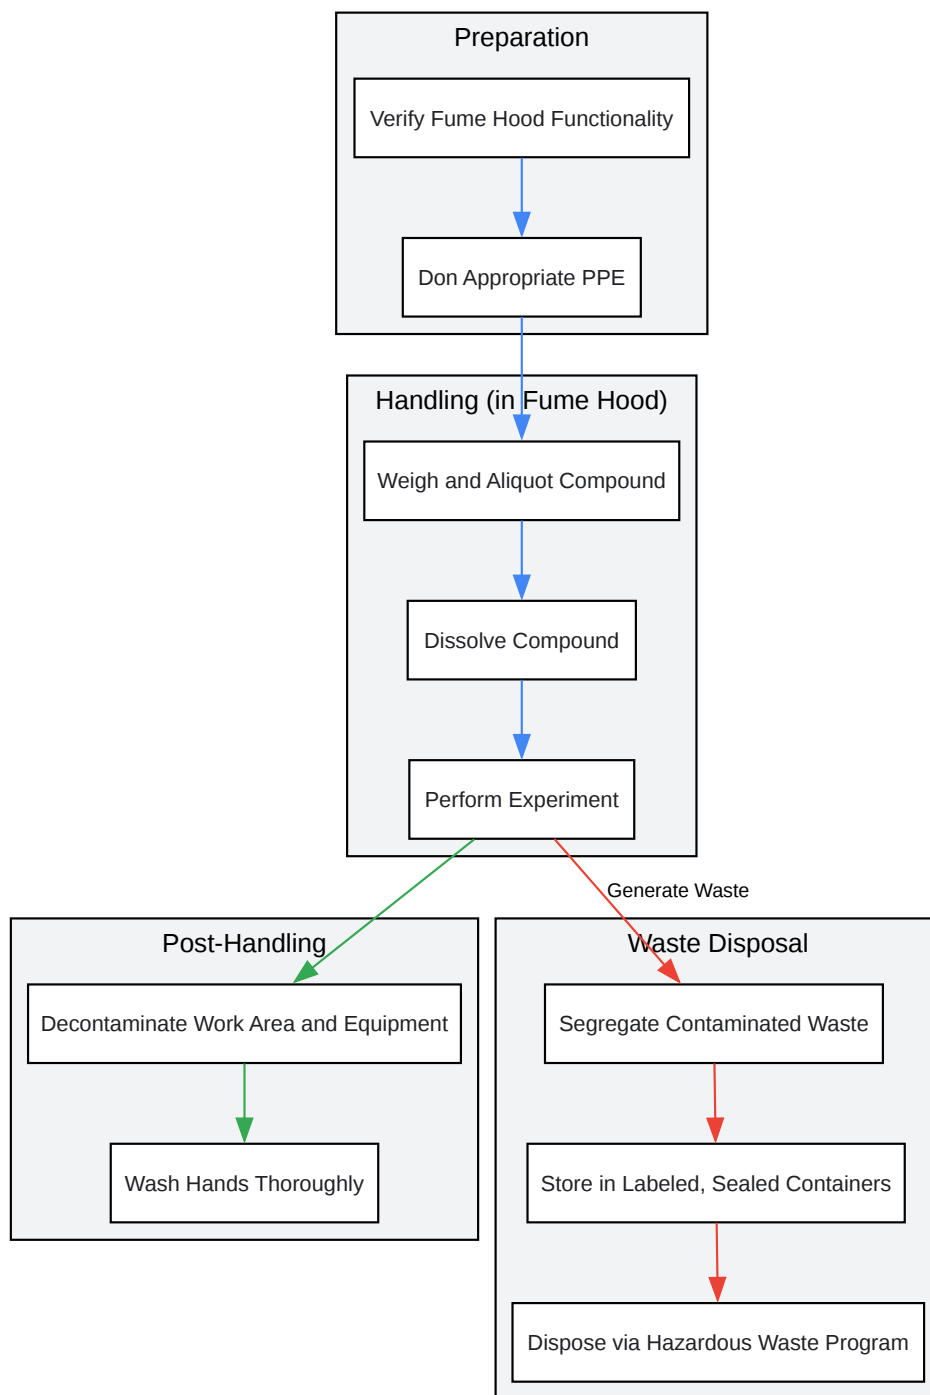 Preparation
Verify Fume Hood Functionality
Don Appropriate PPE
Handling (in Fume Hood)
Weigh and Aliquot Compound
Dissolve Compound
Perform Experiment
Generate Waste
Post-Handling
Decontaminate Work Area and Equipment
Wash Hands Thoroughly
Waste Disposal
Segregate Contaminated Waste
Store in Labeled, Sealed Containers
Dispose via Hazardous Waste Program